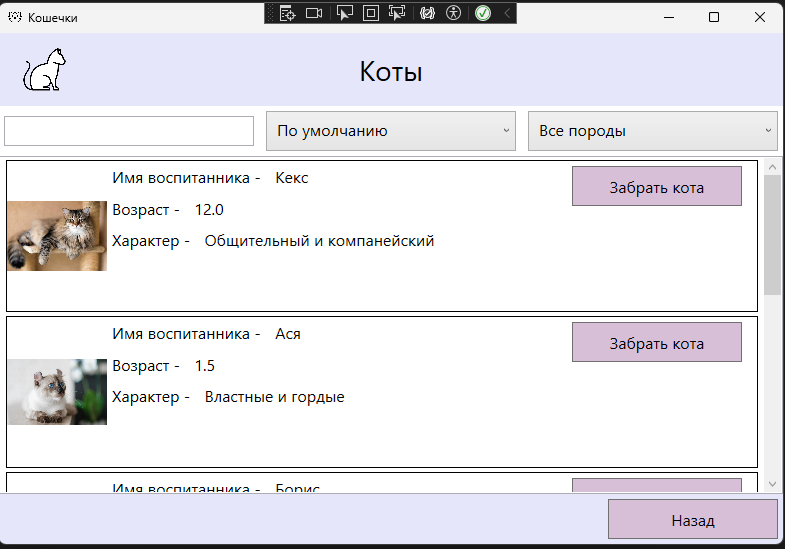 Кошечки
Коты
По умолчанию
Все породы
Имя воспитанника - Кекс
Забрать кота
Возраст - 12.0
Характер - Общительный и компанейский
Имя воспитанника - Ася
Забрать кота
Возраст - 1.5
Характер - Властные и гордые
Имя воспитанника - Борис
Назад